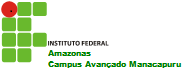 INSTITUTO FEDERAL
Amazonas
Campus Avançado Manacapuru